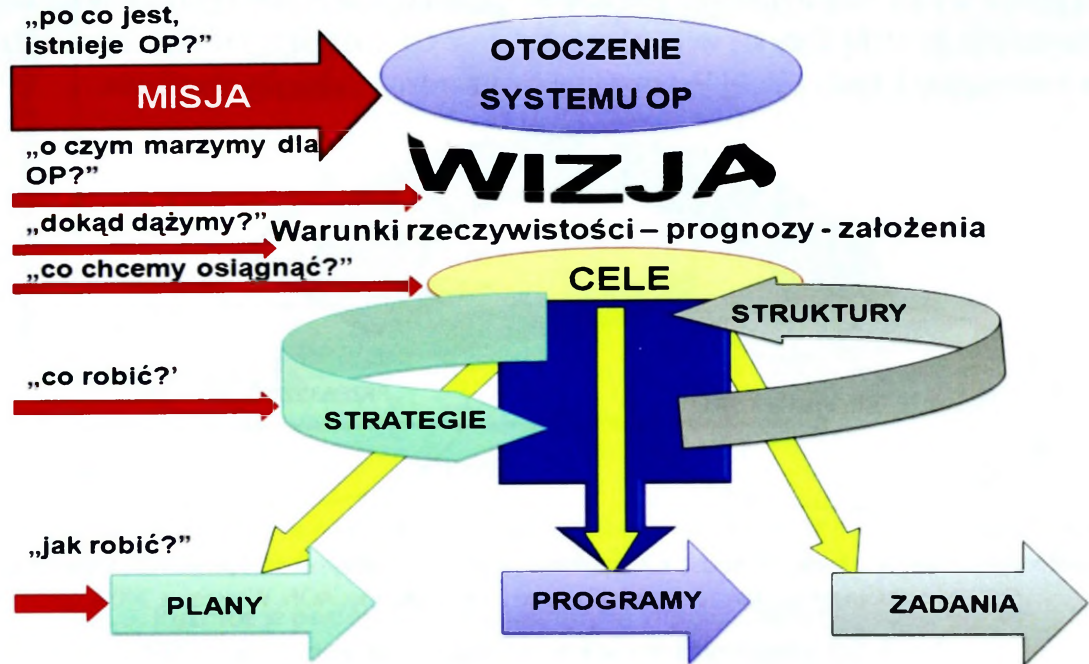 „po co jest,
istnieje OP?”
MISJA
OTOCZENIE
SYSTEMU OP
„o czym marzymy dla
OP?”
WIZJA
„dokąd dążymy?”
Warunki rzeczywistości – prognozy - założenia
„co chcemy osiągnąć?”
CELE
STRUKTURY
„co robić?’
STRATEGIE
„jak robić?”
PLANY
PROGRAMY
ZADANIA